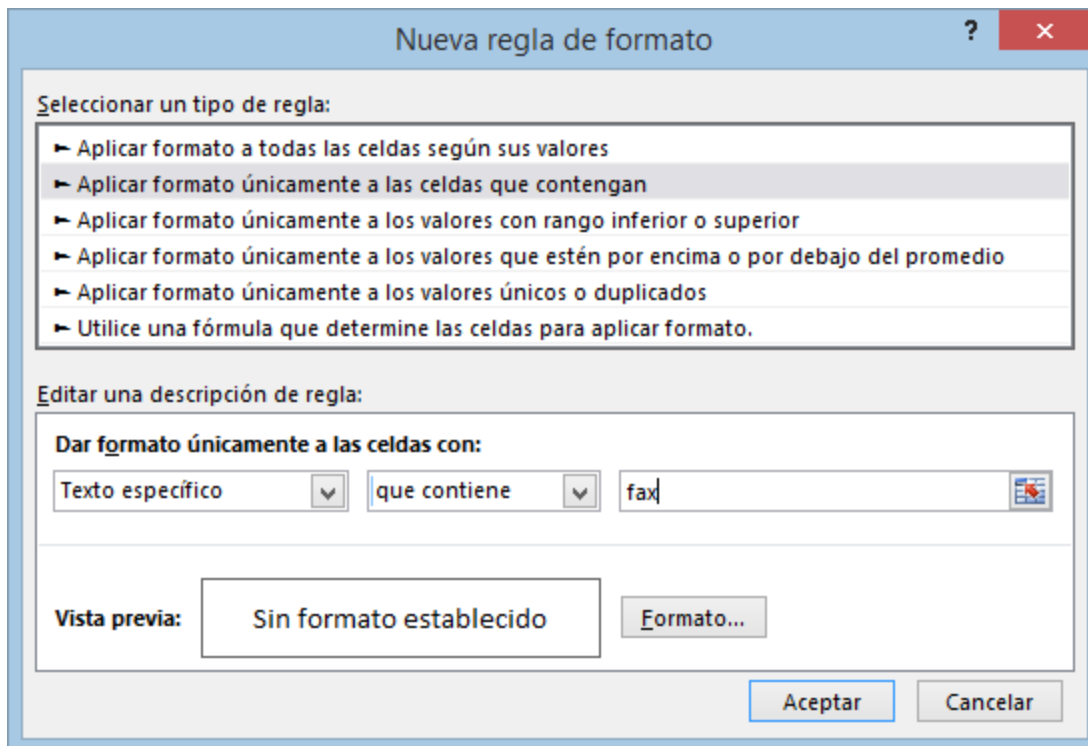 Nueva regla de formato
?
Seleccionar un tipo de regla:
Aplicar formato a todas las celdas según sus valores
Aplicar formato únicamente a las celdas que contengan
Aplicar formato únicamente a los valores con rango inferior o superior
Aplicar formato únicamente a los valores que estén por encima o por debajo del promedio
Aplicar formato únicamente a los valores únicos o duplicados
Utilice una fórmula que determine las celdas para aplicar formato.
Editar una descripción de regla:
Dar formato únicamente a las celdas con:
Texto específico que contiene fax
Vista previa: Sin formato establecido Formato...
Aceptar Cancelar